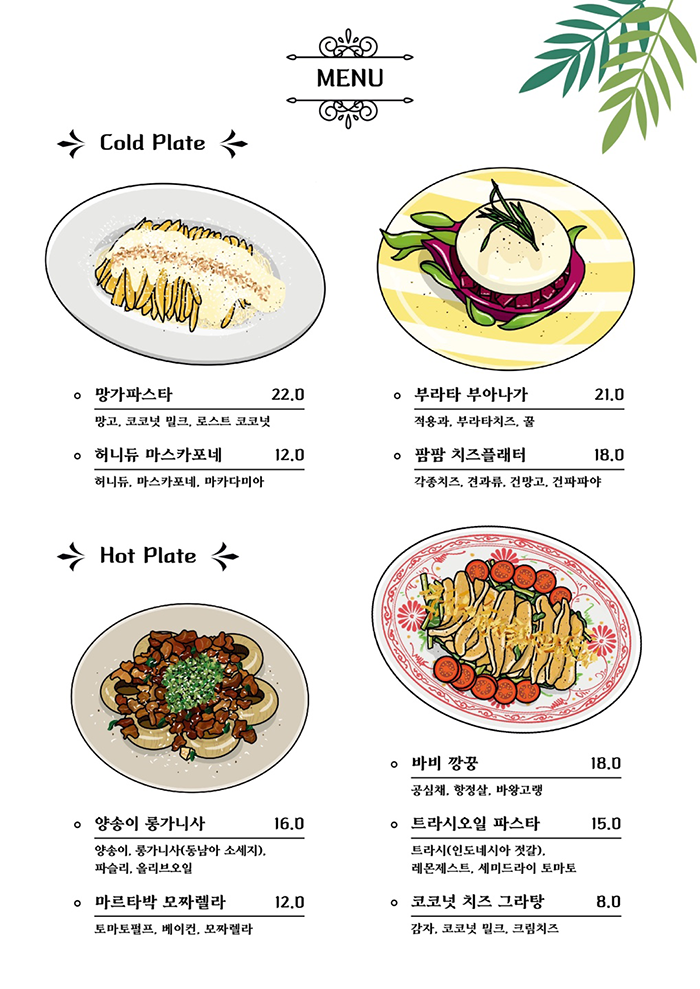 MENU
Cold Plate
망가파스타 22.0
망고, 코코넛 밀크, 로스트 코코넛
허니듀 마스카포네 12.0
허니듀, 마스카포네, 마카다미아
부라타 부아나가 21.0
적용과, 부라타치즈, 꿀
팜팜 치즈플래터 18.0
각종치즈, 견과류, 건망고, 건파파야
Hot Plate
양송이 롱가니사 16.0
양송이, 롱가니사(동남아 소세지),
파슬리, 올리브오일
마르타박 모짜렐라 12.0
토마토펄프, 베이컨, 모짜렐라
바비 깡꿍 18.0
공심채, 항정살, 바왕고랭
트라시오일 파스타 15.0
트라시(인도네시아 젓갈),
레몬제스트, 세미드라이 토마토
코코넛 치즈 그라탕 8.0
감자, 코코넛 밀크, 크림치즈